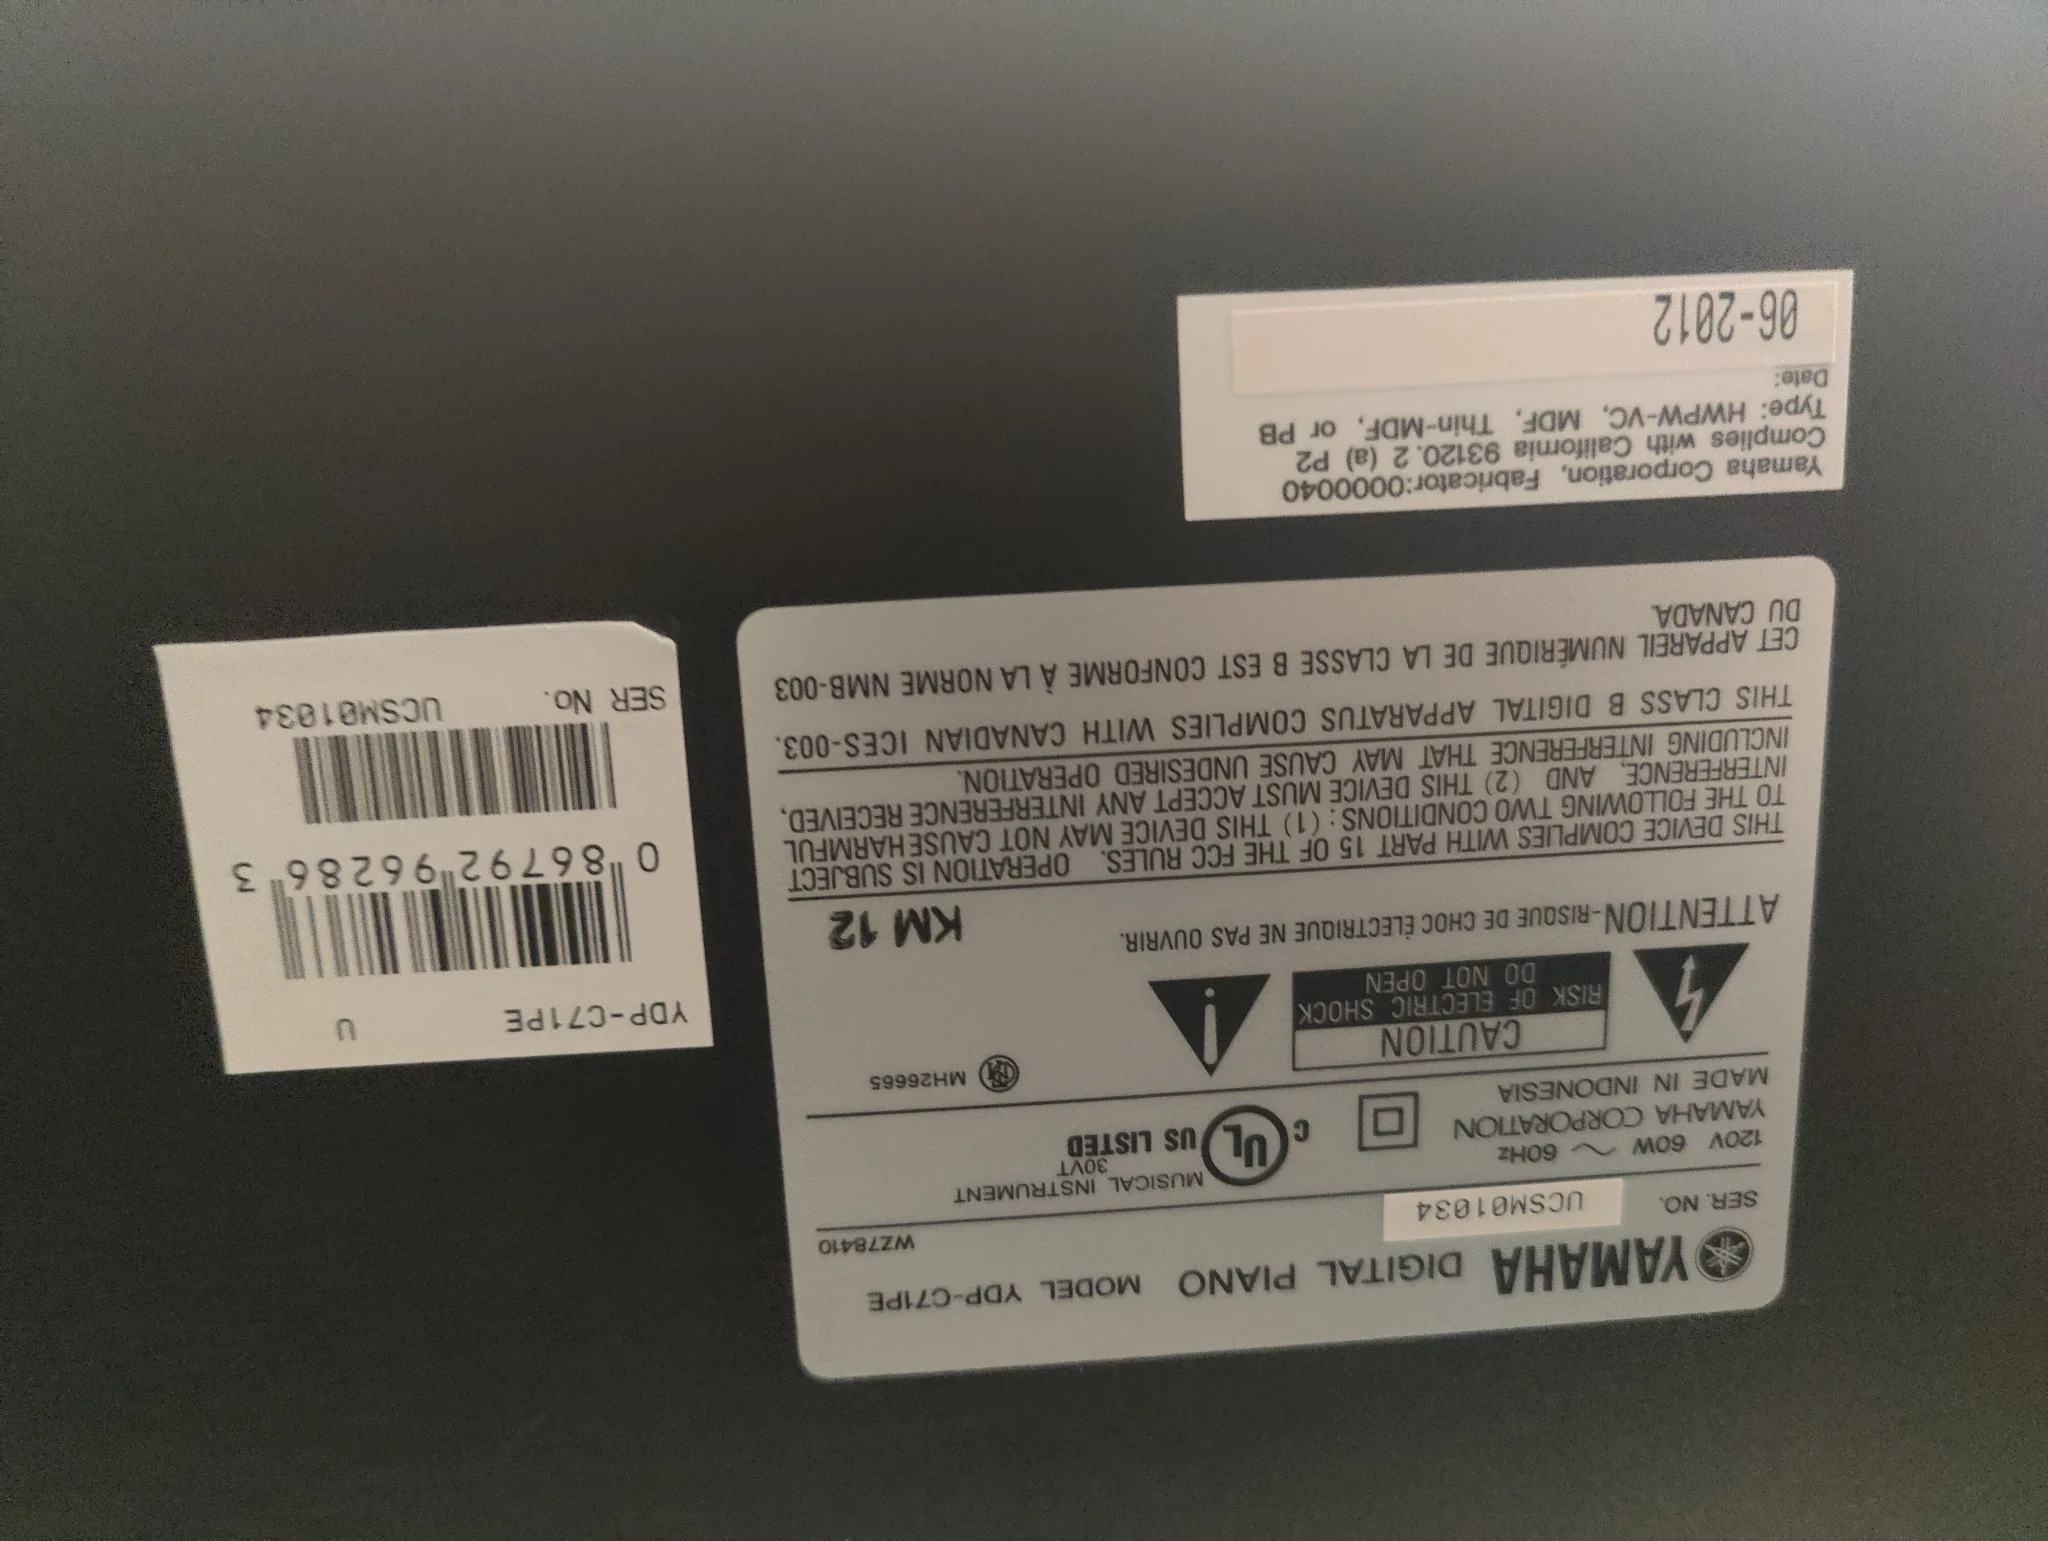 YAMAHA DIGITAL PIANO MODEL YDP-C71PE
SER. NO. UCSM01034
WZ78410
120V 60W ~ 60Hz
YAMAHA CORPORATION
MADE IN INDONESIA
C UL US LISTED
MUSICAL INSTRUMENT
30VT
MH26665
CAUTION
RISK OF ELECTRIC SHOCK
DO NOT OPEN
ATTENTION-RISQUE DE CHOC ÉLECTRIQUE NE PAS OUVRIR.
KM 12
THIS DEVICE COMPLIES WITH PART 15 OF THE FCC RULES. OPERATION IS SUBJECT
TO THE FOLLOWING TWO CONDITIONS: (1) THIS DEVICE MAY NOT CAUSE HARMFUL
INTERFERENCE, AND (2) THIS DEVICE MUST ACCEPT ANY INTERFERENCE RECEIVED,
INCLUDING INTERFERENCE THAT MAY CAUSE UNDESIRED OPERATION.
THIS CLASS B DIGITAL APPARATUS COMPLIES WITH CANADIAN ICES-003.
CET APPAREIL NUMÉRIQUE DE LA CLASSE B EST CONFORME À LA NORME NMB-003
DU CANADA.
YDP-C71PE U
0 86792 96286 3
SER No. UCSM01034
Yamaha Corporation, Fabricator:0000040
Complies with California 93120.2 (a) P2
Type: HWPW-VC, MDF, Thin-MDF, or PB
Date:
06-2012